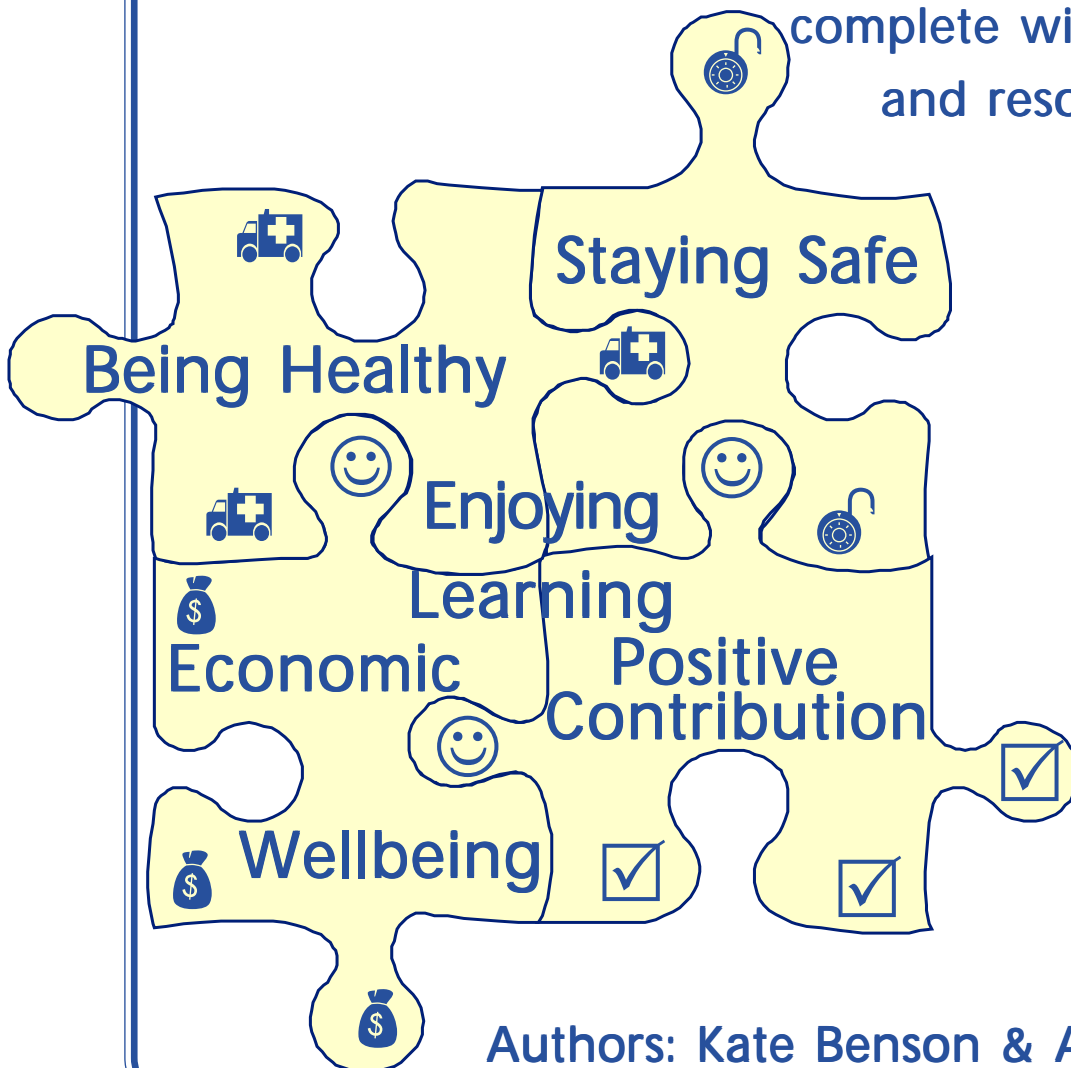 complete wi
and reso
Staying Safe
Being Healthy
Enjoying
Learning
Economic
Positive
Contribution
Wellbeing
Authors: Kate Benson & A